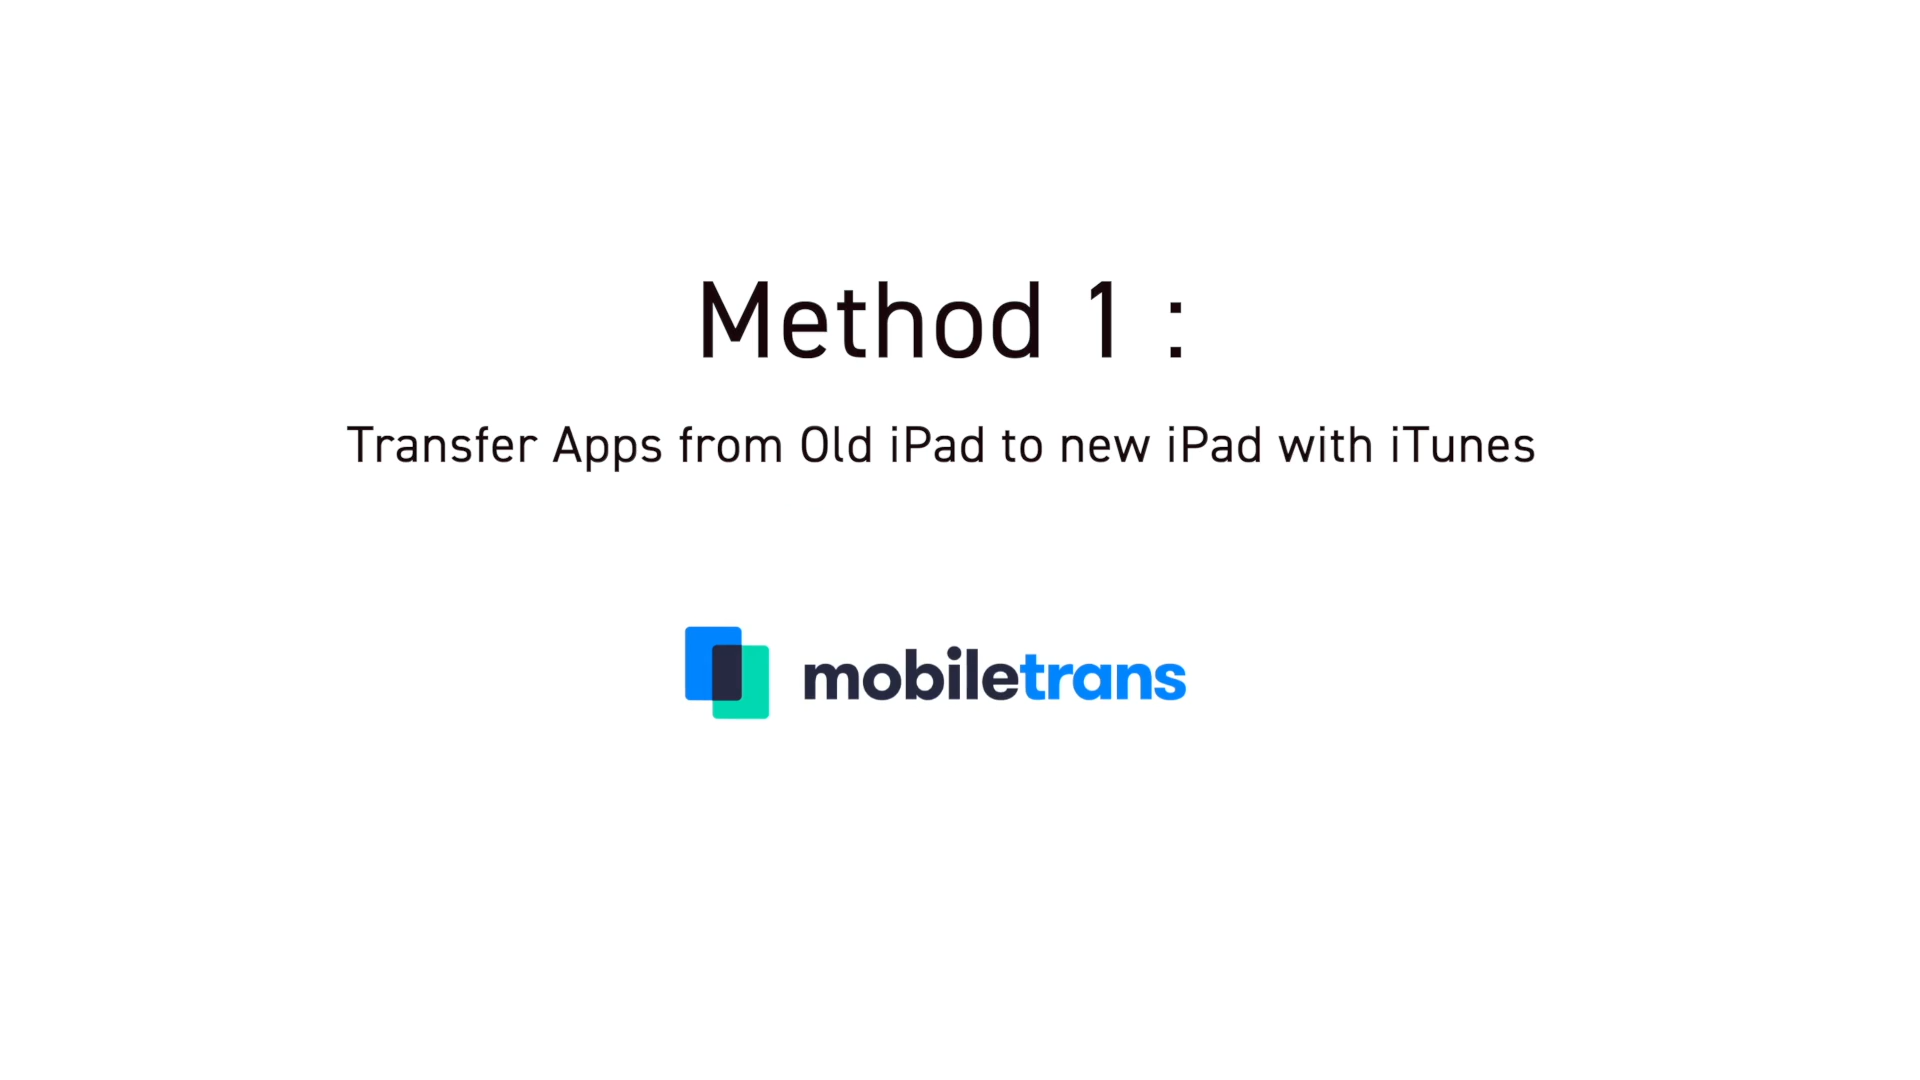 Method 1 :
Transfer Apps from Old iPad to new iPad with iTunes
mobiletrans